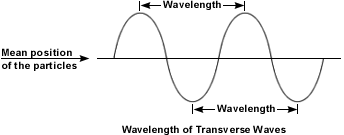 Wavelength
Mean position
of the particles
Wavelength
Wavelength of Transverse Waves